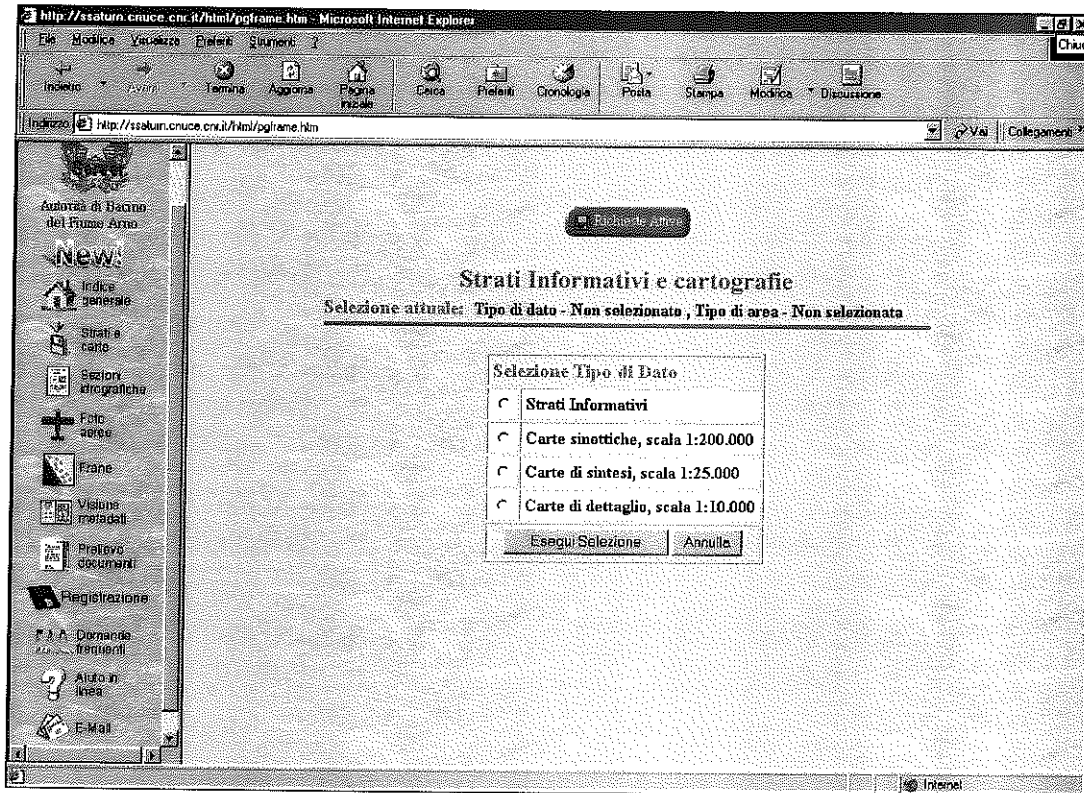 http://ssaturn.cnuce.cnr.it/html/pgframe.htm - Microsoft Internet Explorer
File Modifica Visualizza Preferiti Strumenti ?
Chiudi
Indietro Avanti Termina Aggiorna Pagina iniziale Cerca Preferiti Cronologia Posta Stampa Modifica Discussione
Indirizzo http://ssaturn.cnuce.cnr.it/html/pgframe.htm Vai Collegamenti
Autorità di Bacino
del Fiume Arno
New!
Indice
generale
Strati e
carte
Sezioni
idrografiche
Foto
aeree
Frane
Visione
metadati
Prelievo
documenti
Registrazione
Domande
frequenti
Aiuto in
linea
E-Mail
Richieste Attive
Strati Informativi e cartografie
Selezione attuale: Tipo di dato - Non selezionato , Tipo di area - Non selezionata
Selezione Tipo di Dato
Strati Informativi
Carte sinottiche, scala 1:200.000
Carte di sintesi, scala 1:25.000
Carte di dettaglio, scala 1:10.000
Esegui Selezione Annulla
Internet